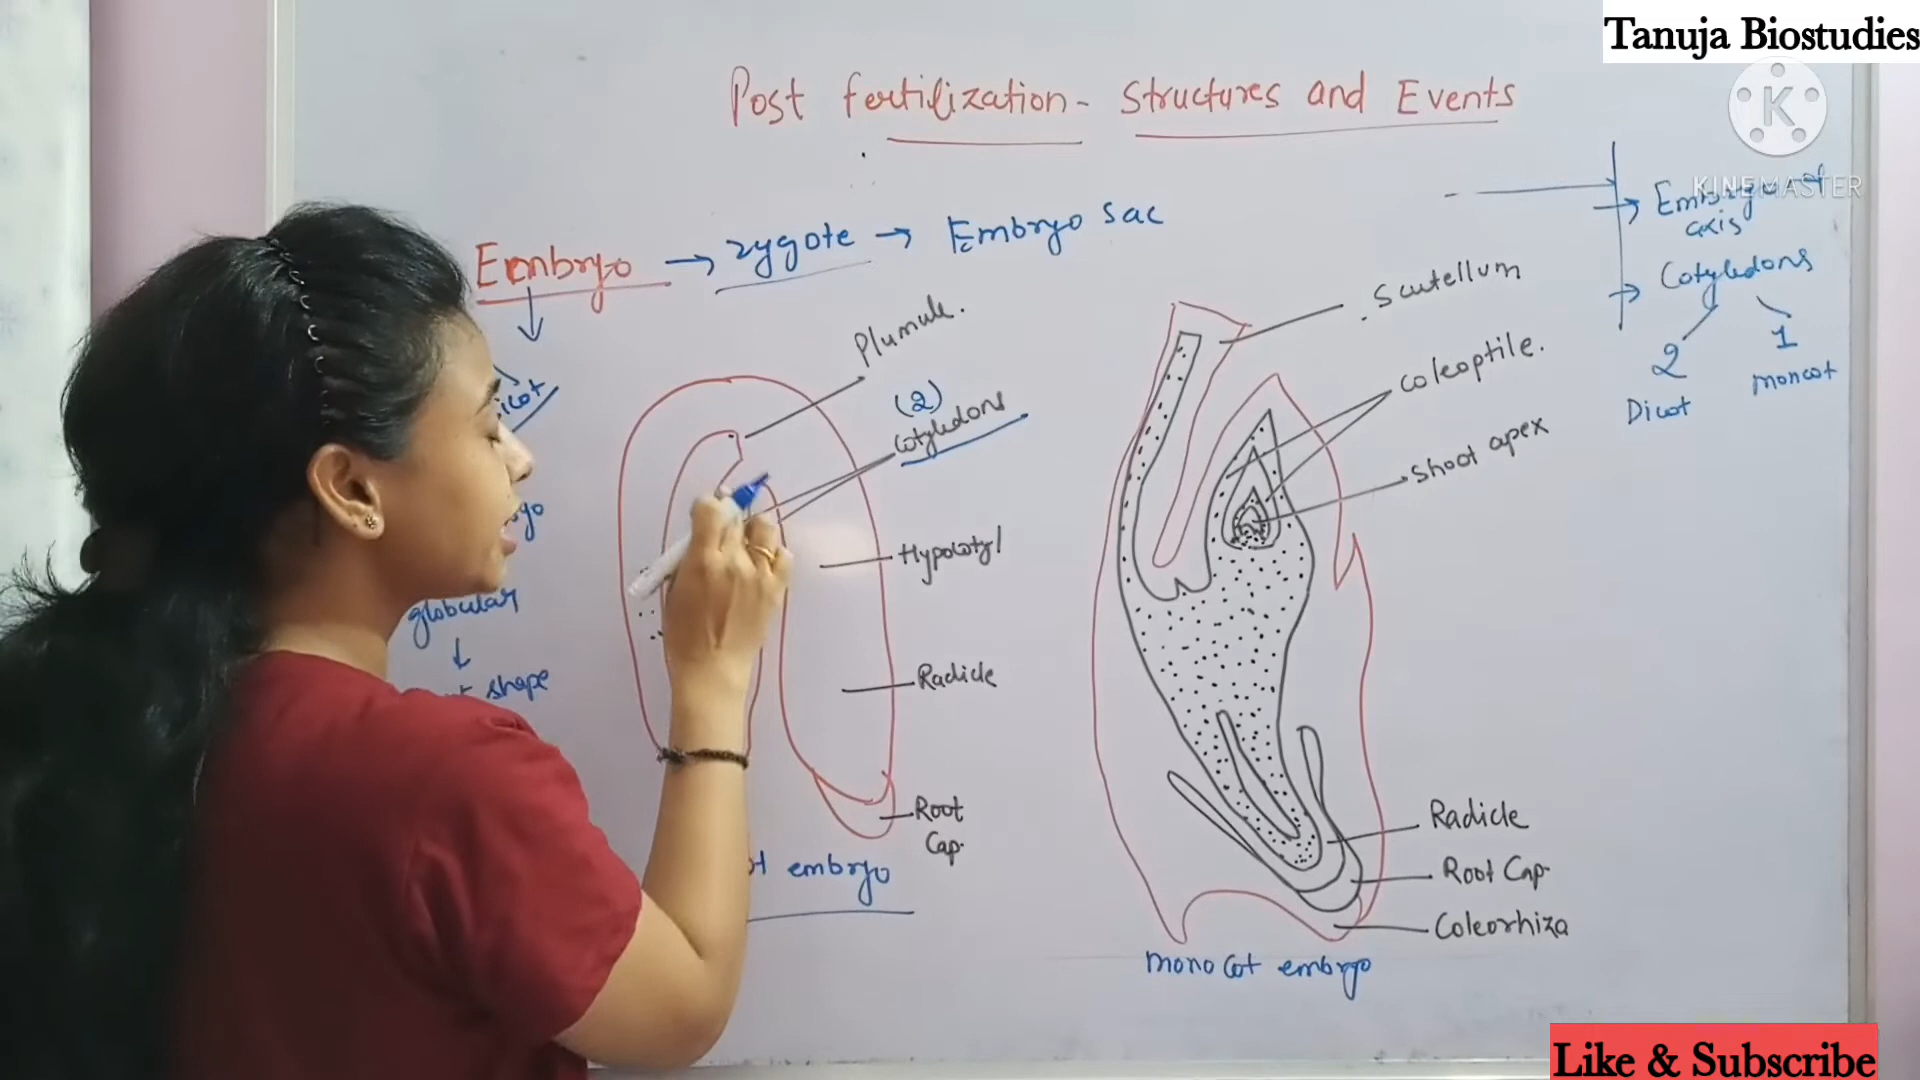 Tanuja Biostudies
Post fertilization - Structures and Events
K
KINEMASTER
Embryo → zygote → Embryo sac
→ Embryo
axis
→ Cotyledons
2
1
Dicot
moncot
Plumule.
(2)
cotyledons
Hypocotyl
Radicle
Root
Cap.
embryo
globular
shape
Scutellum
coleoptile.
shoot apex
Radicle
Root Cap
Coleorhiza
mono cot embryo
Like & Subscribe